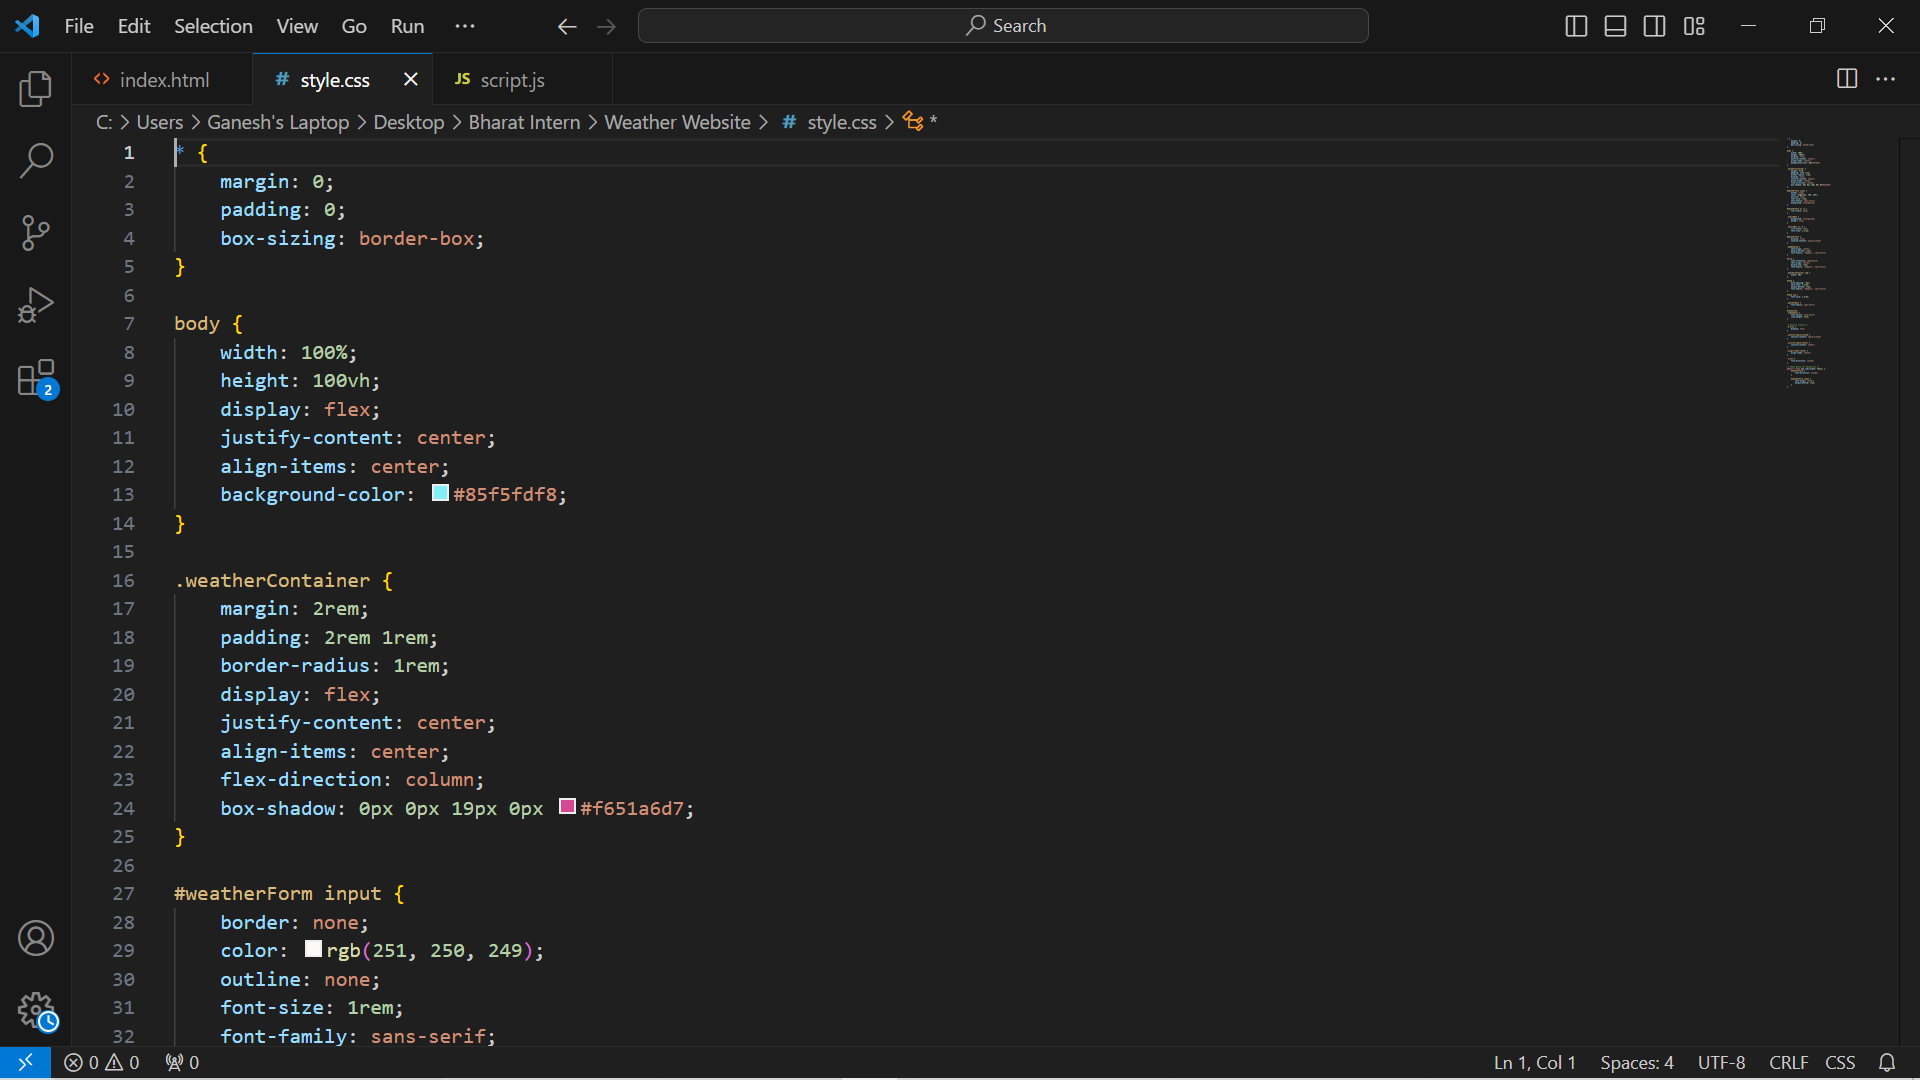 File Edit Selection View Go Run ··· Search
index.html # style.css JS script.js
C: > Users > Ganesh's Laptop > Desktop > Bharat Intern > Weather Website > # style.css > *
1 * {
2 margin: 0;
3 padding: 0;
4 box-sizing: border-box;
5 }
6
7 body {
8 width: 100%;
9 height: 100vh;
10 display: flex;
11 justify-content: center;
12 align-items: center;
13 background-color: #85f5fdf8;
14 }
15
16 .weatherContainer {
17 margin: 2rem;
18 padding: 2rem 1rem;
19 border-radius: 1rem;
20 display: flex;
21 justify-content: center;
22 align-items: center;
23 flex-direction: column;
24 box-shadow: 0px 0px 19px 0px #f651a6d7;
25 }
26
27 #weatherForm input {
28 border: none;
29 color: rgb(251, 250, 249);
30 outline: none;
31 font-size: 1rem;
32 font-family: sans-serif;
2
0 0 0 Ln 1, Col 1 Spaces: 4 UTF-8 CRLF CSS